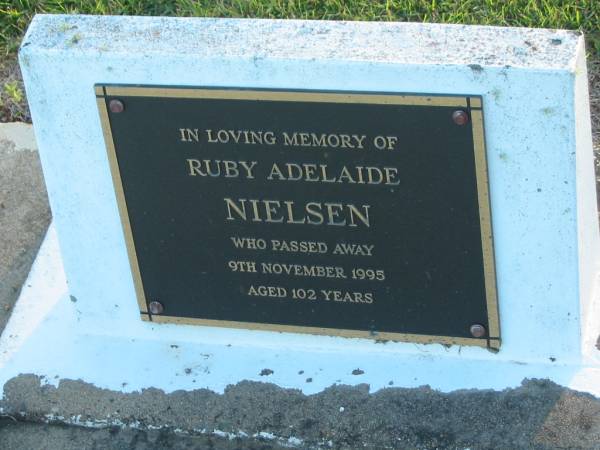 IN LOVING MEMORY OF
RUBY ADELAIDE
NIELSEN
WHO PASSED AWAY
9TH NOVEMBER 1995
AGED 102 YEARS